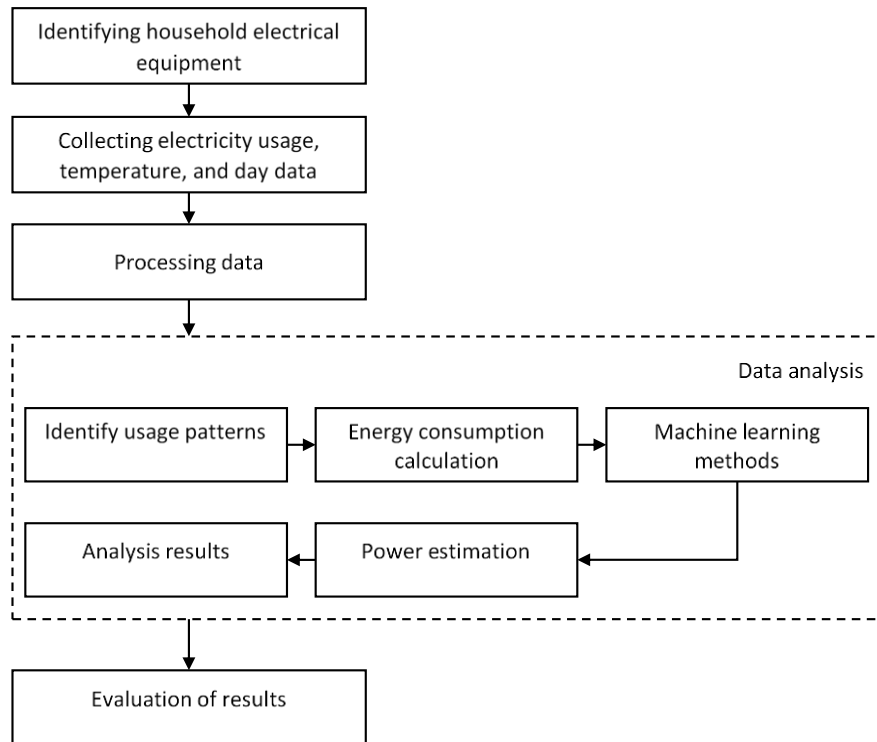 Identifying household electrical
equipment
Collecting electricity usage,
temperature, and day data
Processing data
Data analysis
Identify usage patterns
Energy consumption
calculation
Machine learning
methods
Power estimation
Analysis results
Evaluation of results